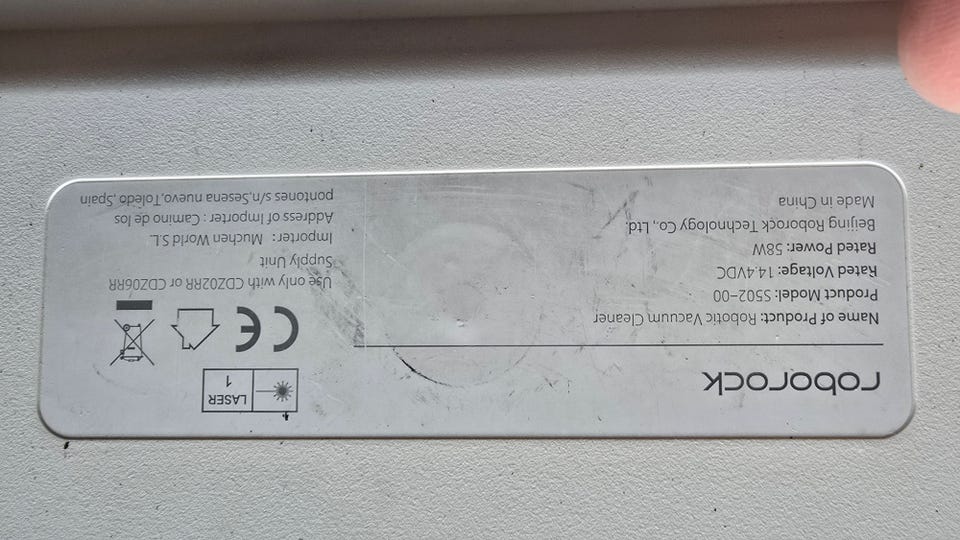 roborock
Name of Product: Robotic Vacuum Cleaner
Product Model: S502-00
Rated Voltage: 14.4VDC
Rated Power: 58W
Beijing Roborock Technology Co., Ltd.
Made in China
LASER
1
CE
Use only with CDZ02RR or CDZ06RR
Supply Unit
Importer : Muchen World S.L.
Address of Importer : Camino de los
pontones s/n,Sesena nuevo,Toledo ,Spain